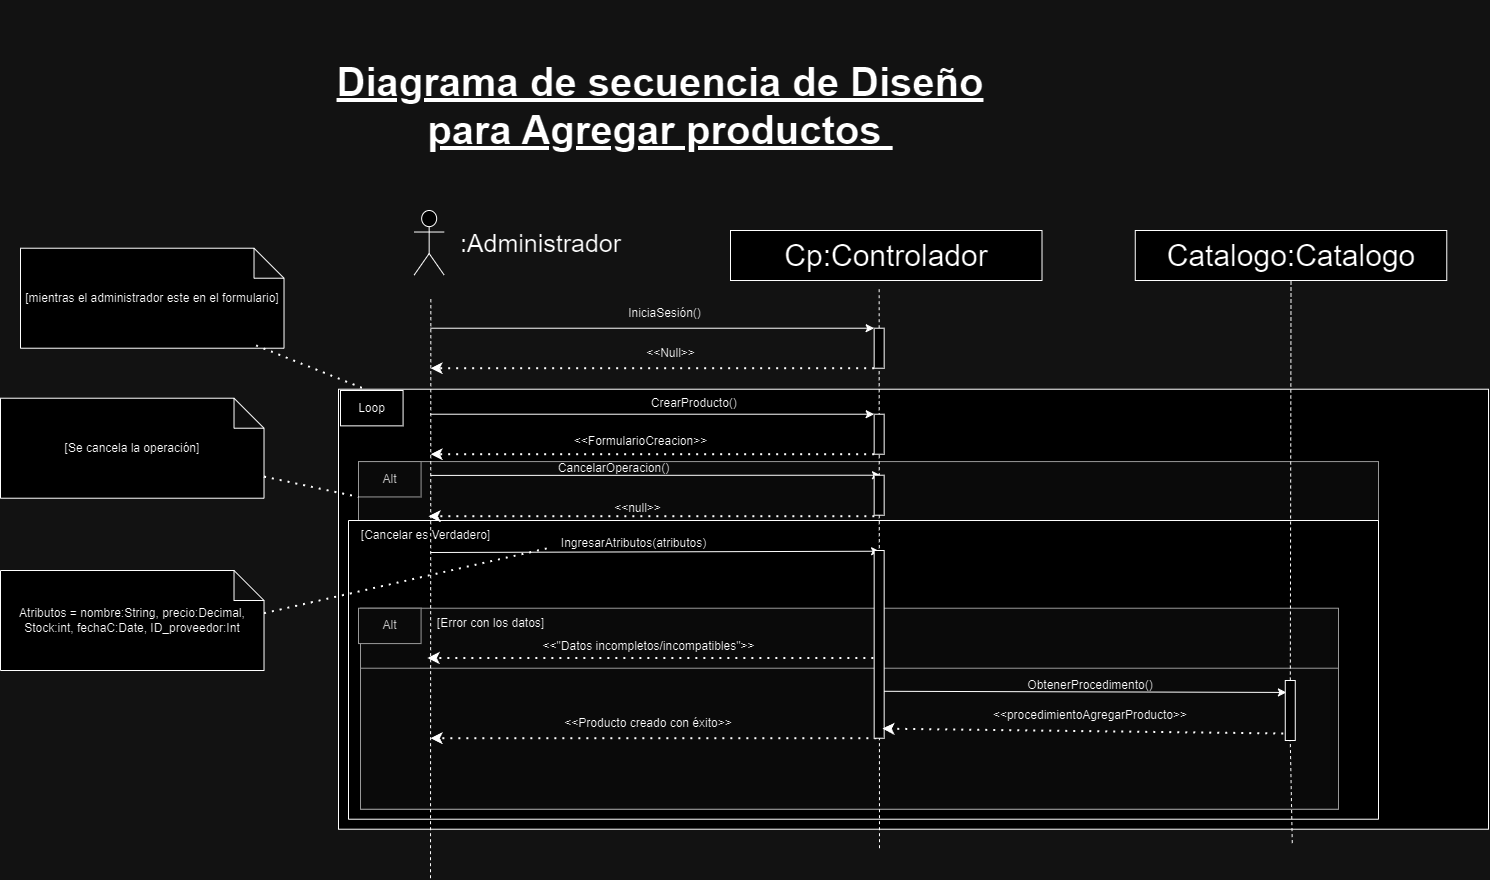 Diagrama de secuencia de Diseño
para Agregar productos
:Administrador
Cp:Controlador
Catalogo:Catalogo
[mientras el administrador este en el formulario]
IniciaSesión()
<<Null>>
Loop
CrearProducto()
<<FormularioCreacion>>
[Se cancela la operación]
Alt
CancelarOperacion()
<<null>>
[Cancelar es Verdadero]
IngresarAtributos(atributos)
Atributos = nombre:String, precio:Decimal,
Stock:int, fechaC:Date, ID_proveedor:Int
Alt
[Error con los datos]
<<"Datos incompletos/incompatibles">>
ObtenerProcedimento()
<<procedimientoAgregarProducto>>
<<Producto creado con éxito>>